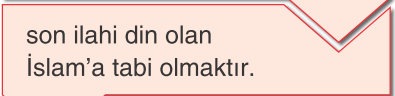 son ilahi din olan
İslam’a tabi olmaktır.